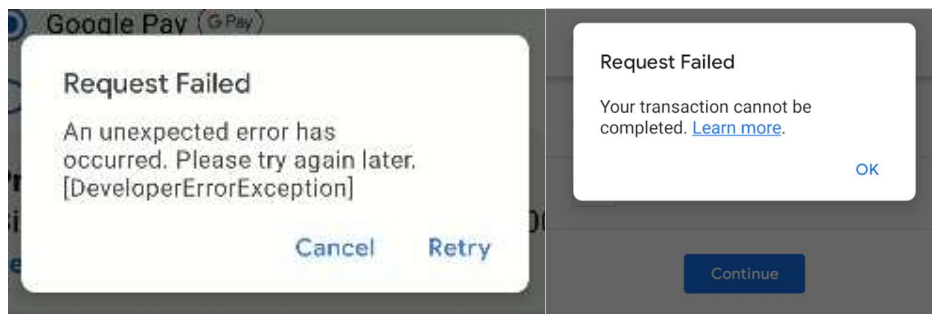 Google Pay G Pay
Request Failed
An unexpected error has
occurred. Please try again later.
[DeveloperErrorException]
Cancel Retry
Request Failed
Your transaction cannot be
completed. Learn more.
OK
Continue